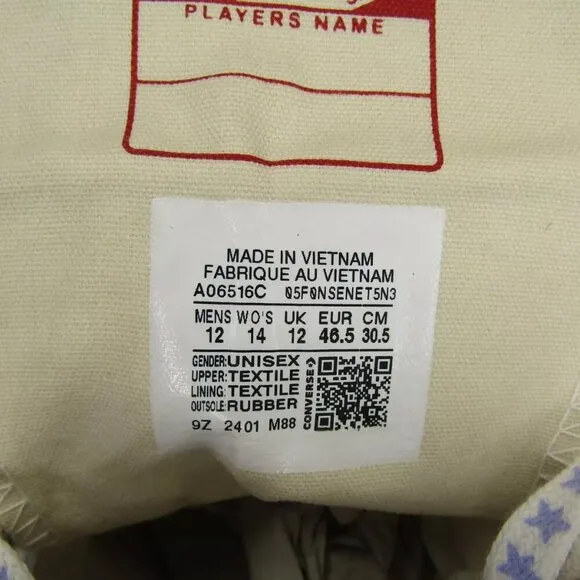 PLAYERS NAME
MADE IN VIETNAM
FABRIQUE AU VIETNAM
A06516C 05F0NSENET5N3
MENS WO'S UK EUR CM
12 14 12 46.5 30.5
GENDER:UNISEX
UPPER:TEXTILE
LINING:TEXTILE
OUTSOLE:RUBBER
CONVERSE
9Z 2401 M88